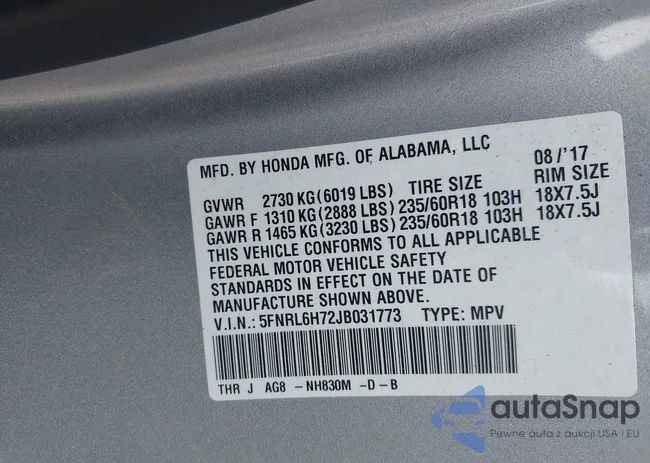 MFD. BY HONDA MFG. OF ALABAMA, LLC 08/'17
GVWR 2730 KG(6019 LBS) TIRE SIZE RIM SIZE
GAWR F 1310 KG(2888 LBS) 235/60R18 103H 18X7.5J
GAWR R 1465 KG(3230 LBS) 235/60R18 103H 18X7.5J
THIS VEHICLE CONFORMS TO ALL APPLICABLE
FEDERAL MOTOR VEHICLE SAFETY
STANDARDS IN EFFECT ON THE DATE OF
MANUFACTURE SHOWN ABOVE.
V.I.N.: 5FNRL6H72JB031773 TYPE: MPV
THR J AG8 - NH830M - D - B
autaSnap
Pewne auta z aukcji USA i EU